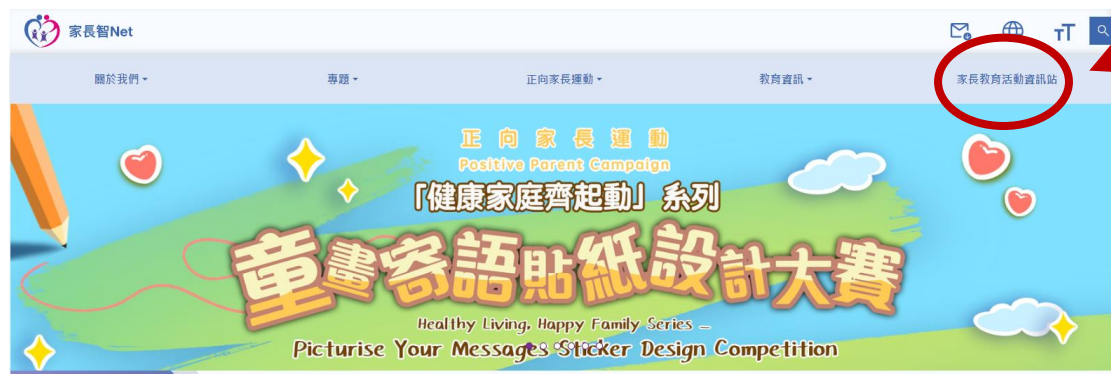 家長智Net
TT
關於我們
專題
正向家長運動
教育資訊
家長教育活動資訊站
正向家長運動
Positive Parent Campaign
「健康家庭齊起動」系列
童畫寄語貼紙設計大賽
Healthy Living, Happy Family Series –
Picturise Your Messages Sticker Design Competition